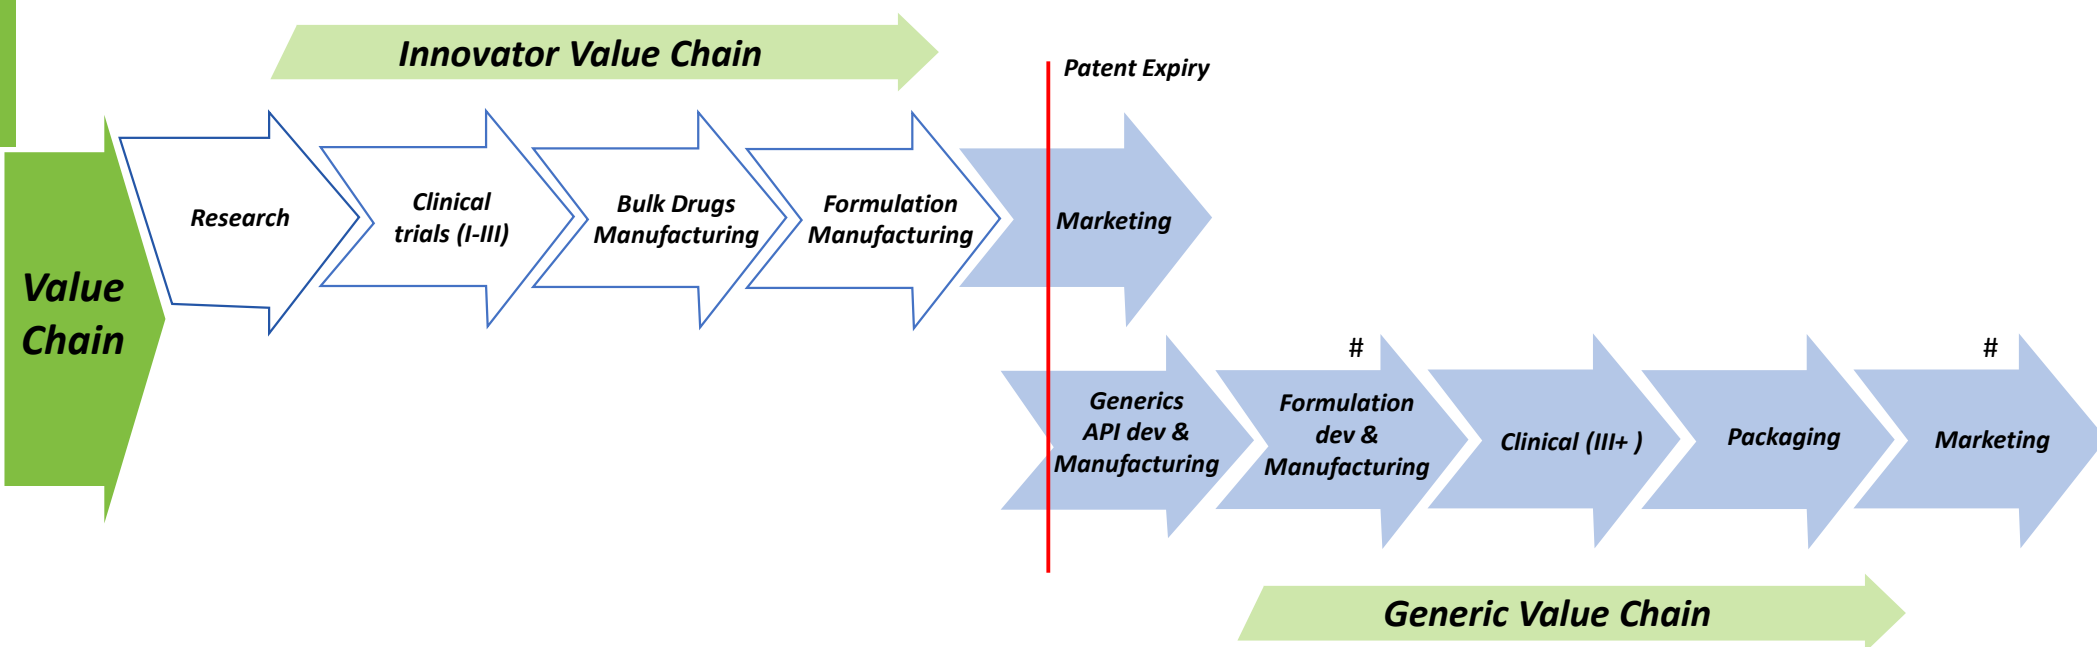 Innovator Value Chain
Patent Expiry
Value
Chain
Research
Clinical
trials (I-III)
Bulk Drugs
Manufacturing
Formulation
Manufacturing
Marketing
Generics
API dev &
Manufacturing
#
Formulation
dev &
Manufacturing
Clinical (III+ )
Packaging
#
Marketing
Generic Value Chain